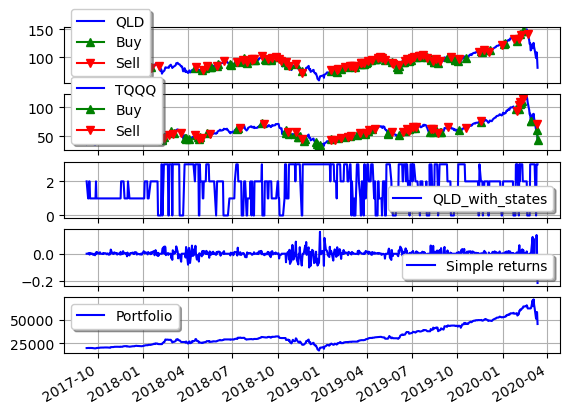 150
100
QLD
Buy
Sell
100
50
TQQQ
Buy
Sell
2
0
QLD_with_states
0.0
−0.2
Simple returns
50000
25000
Portfolio
2017-10 2018-01 2018-04 2018-07 2018-10 2019-01 2019-04 2019-07 2019-10 2020-01 2020-04